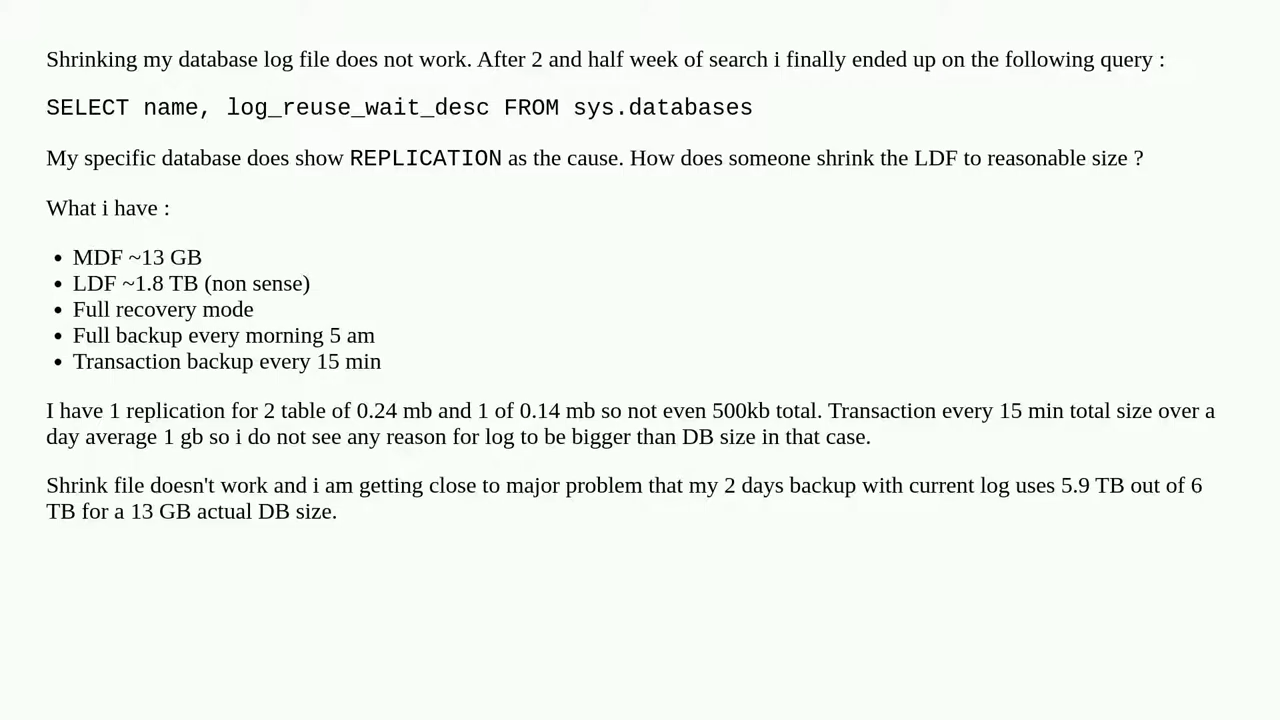 Shrinking my database log file does not work. After 2 and half week of search i finally ended up on the following query :
SELECT name, log_reuse_wait_desc FROM sys.databases
My specific database does show REPLICATION as the cause. How does someone shrink the LDF to reasonable size ?
What i have :
• MDF ~13 GB
• LDF ~1.8 TB (non sense)
• Full recovery mode
• Full backup every morning 5 am
• Transaction backup every 15 min
I have 1 replication for 2 table of 0.24 mb and 1 of 0.14 mb so not even 500kb total. Transaction every 15 min total size over a
day average 1 gb so i do not see any reason for log to be bigger than DB size in that case.
Shrink file doesn't work and i am getting close to major problem that my 2 days backup with current log uses 5.9 TB out of 6
TB for a 13 GB actual DB size.